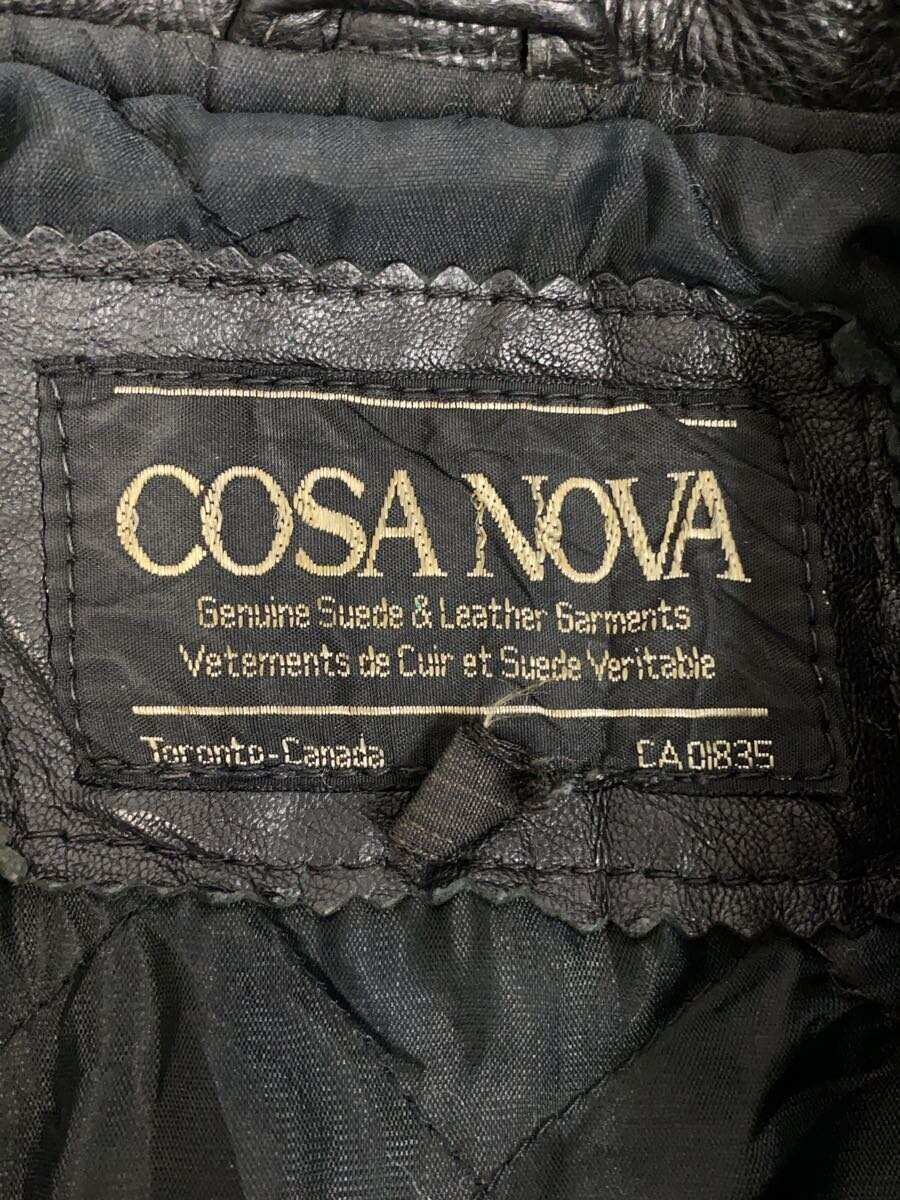 COSA NOVA
Genuine Suede & Leather Garments
Vetements de Cuir et Suede Veritable
Toronto-Canada CA 01835